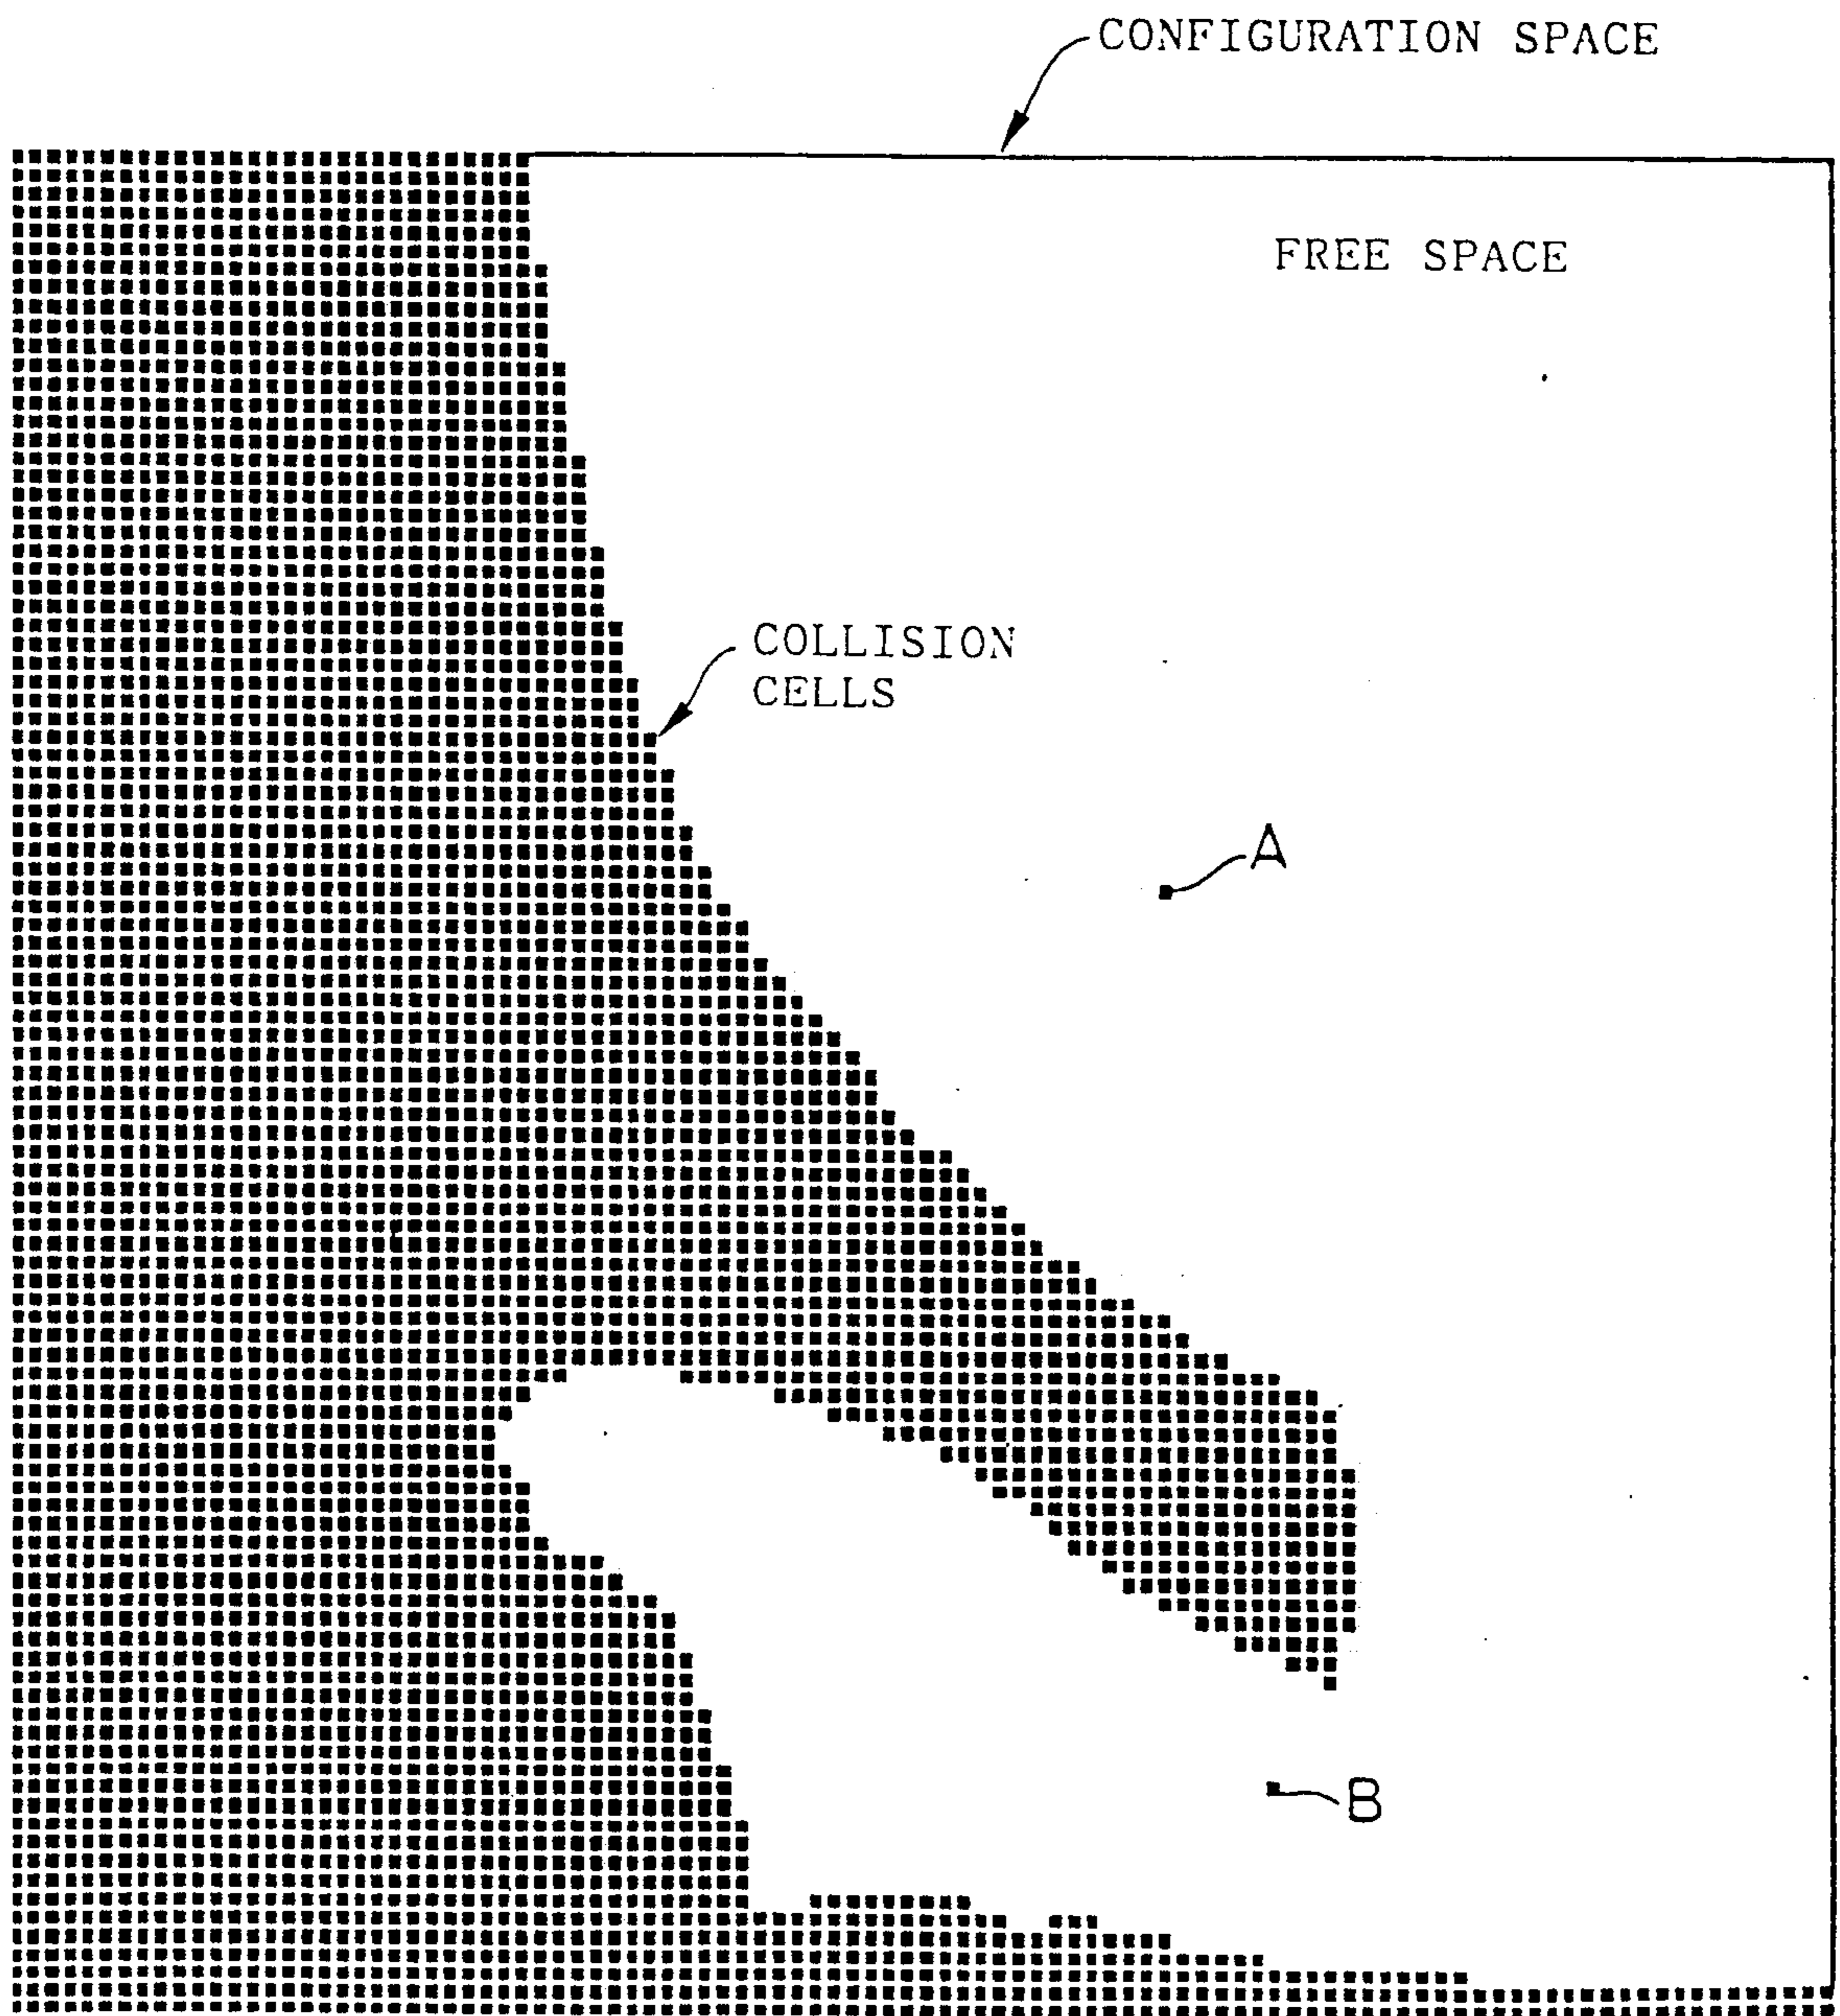 CONFIGURATION SPACE
FREE SPACE
COLLISION
CELLS
A
B